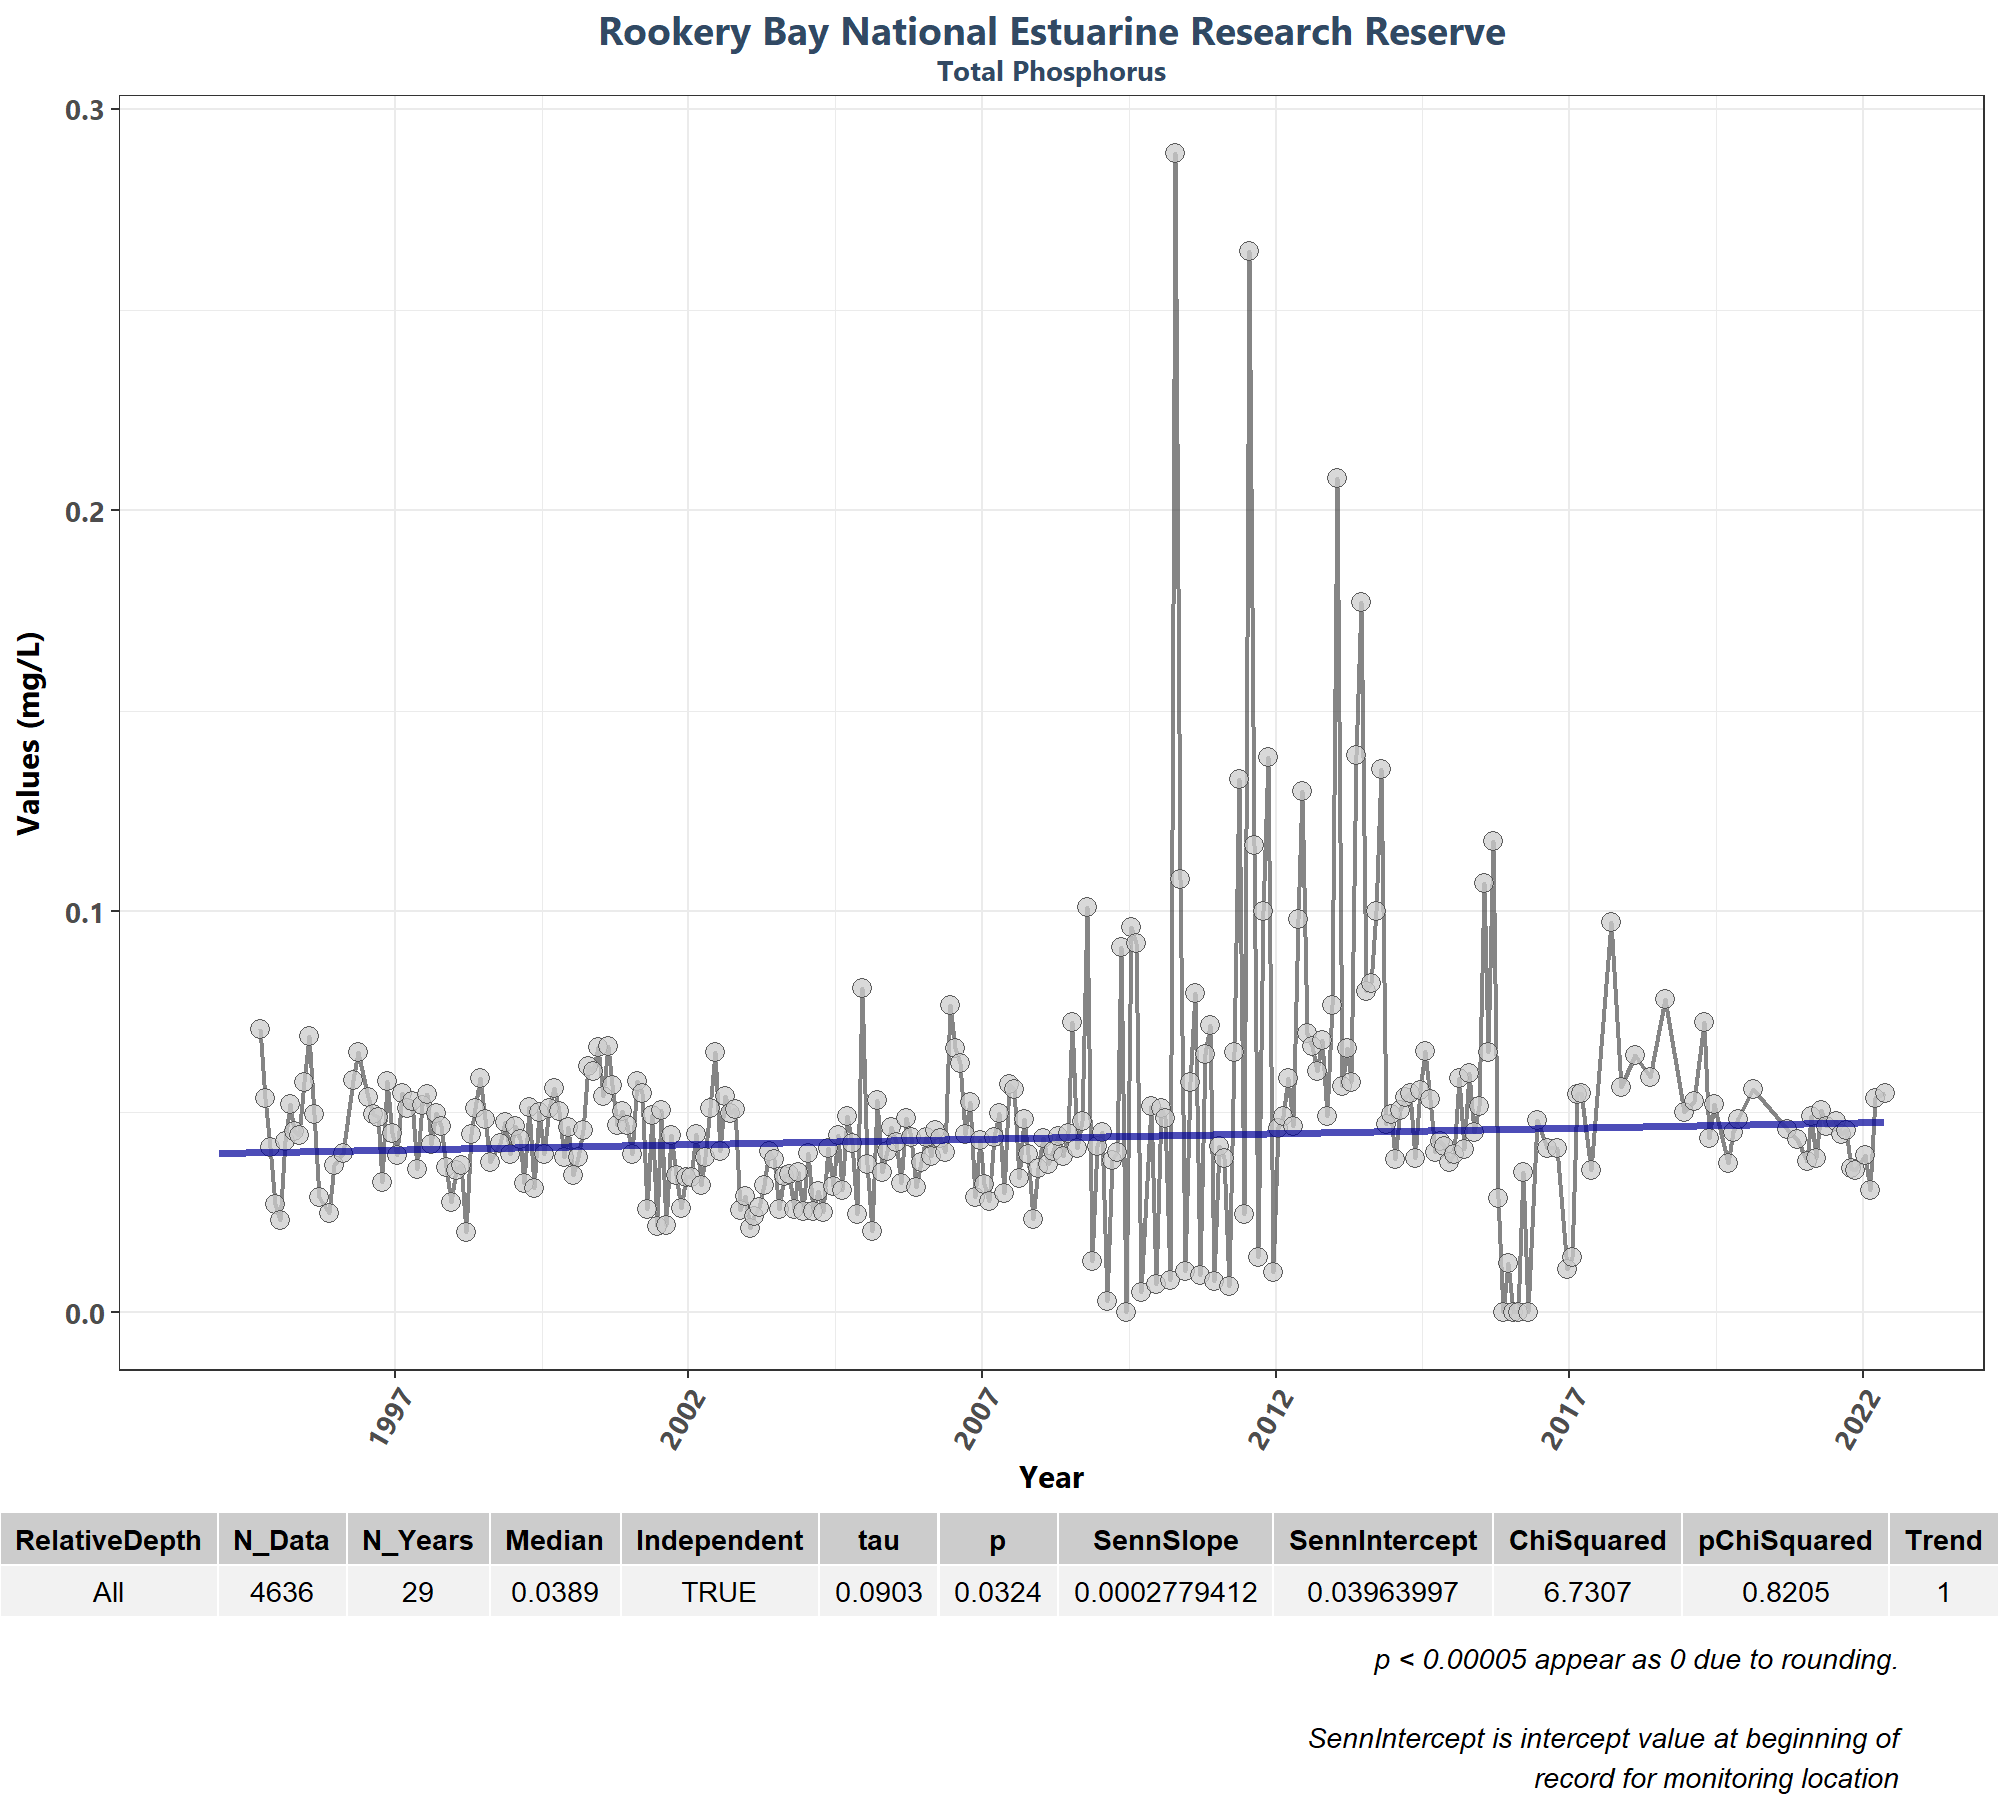 Rookery Bay National Estuarine Research Reserve
Total Phosphorus
0.3
0.2
0.1
0.0
Values (mg/L)
1997 2002 2007 2012 2017 2022
Year
RelativeDepth N_Data N_Years Median Independent tau p SennSlope SennIntercept ChiSquared pChiSquared Trend
All 4636 29 0.0389 TRUE 0.0903 0.0324 0.0002779412 0.03963997 6.7307 0.8205 1
p < 0.00005 appear as 0 due to rounding.
SennIntercept is intercept value at beginning of
record for monitoring location